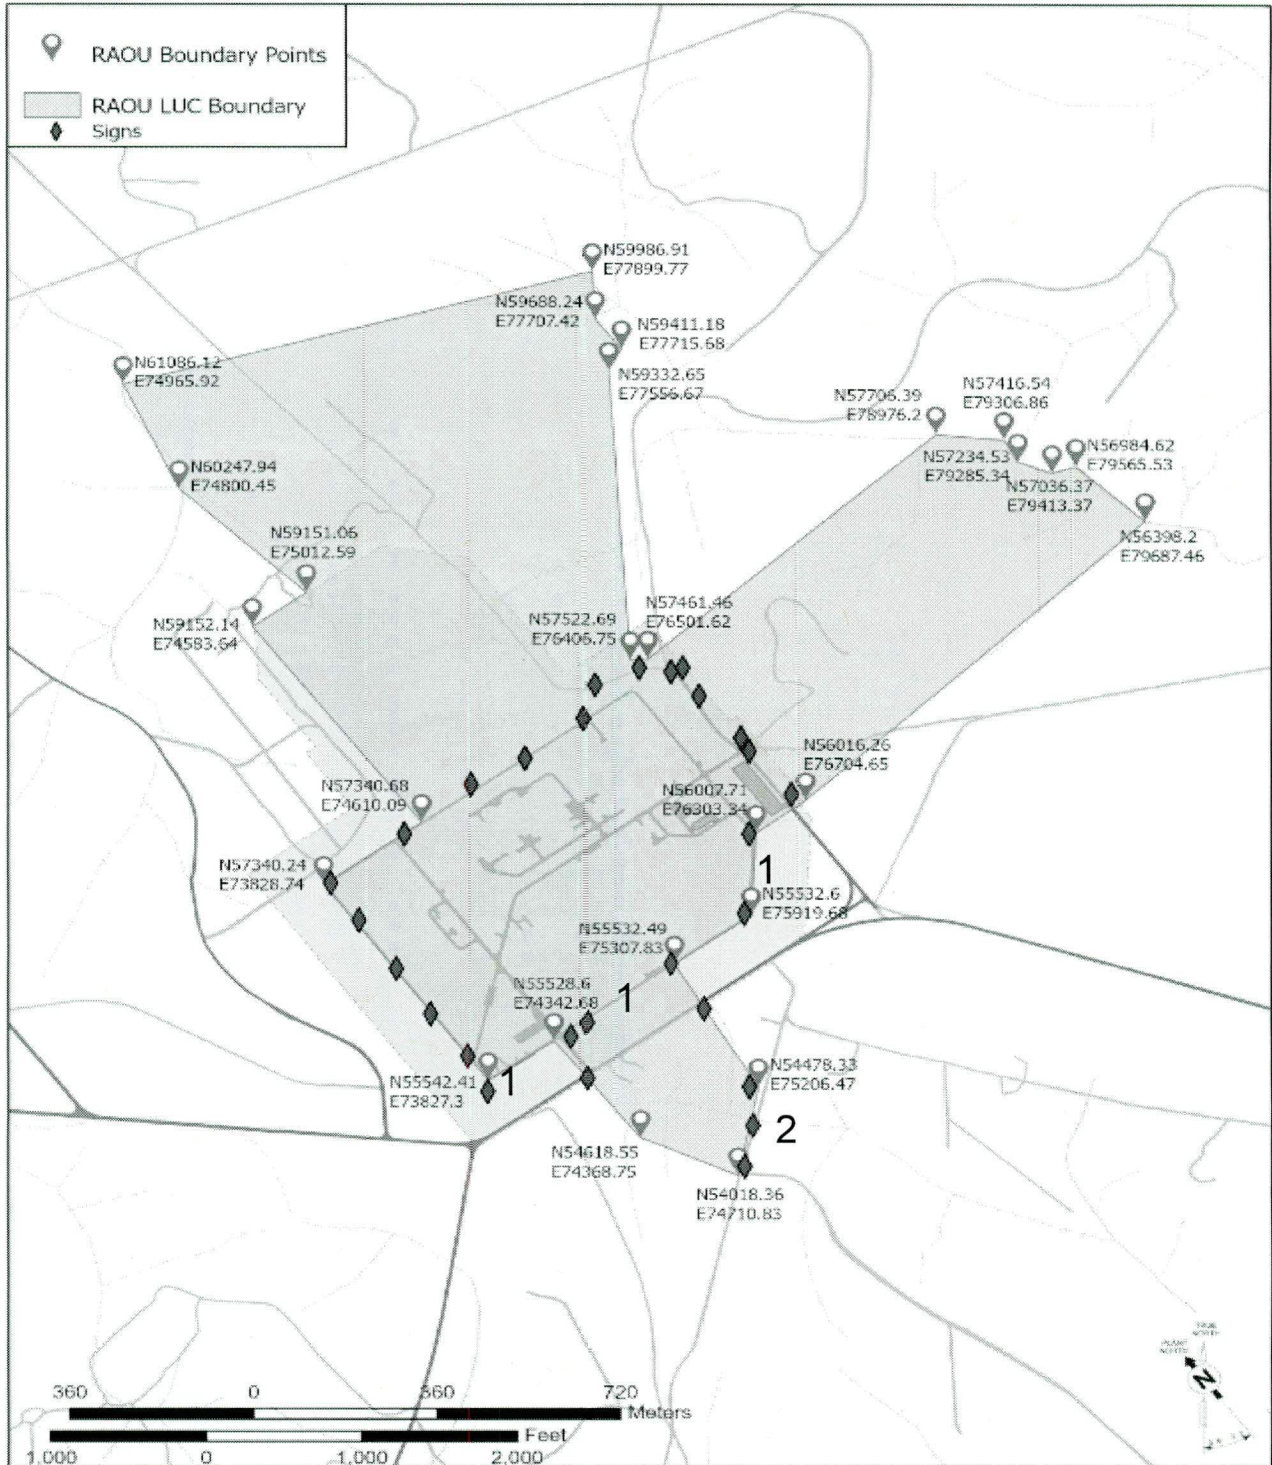 RAOU Boundary Points
RAOU LUC Boundary
Signs
N59986.91
E77899.77
N59688.24
E77707.42
N59411.18
E77715.68
N61086.12
E74965.92
N59332.65
E77556.67
N57706.39
E78976.2
N57416.54
E79306.86
N60247.94
E74800.45
N57234.53
E79285.34
N56984.62
E79565.53
N57036.37
E79413.37
N59151.06
E75012.59
N56398.2
E79687.46
N59152.14
E74583.64
N57522.69
E76406.75
N57461.46
E76501.62
N56016.26
E76704.65
N57340.68
E74610.09
N56007.71
E76303.34
N57340.24
E73828.74
1
N55532.6
E75919.68
N55532.49
E75307.83
N55528.6
E74342.68
1
N55542.41
E73827.3
1
N54478.33
E75206.47
2
N54618.55
E74368.75
N54018.36
E74710.83
TRUE
NORTH
PLANT
NORTH
N
360 0 360 720
Meters
Feet
1,000 0 1,000 2,000